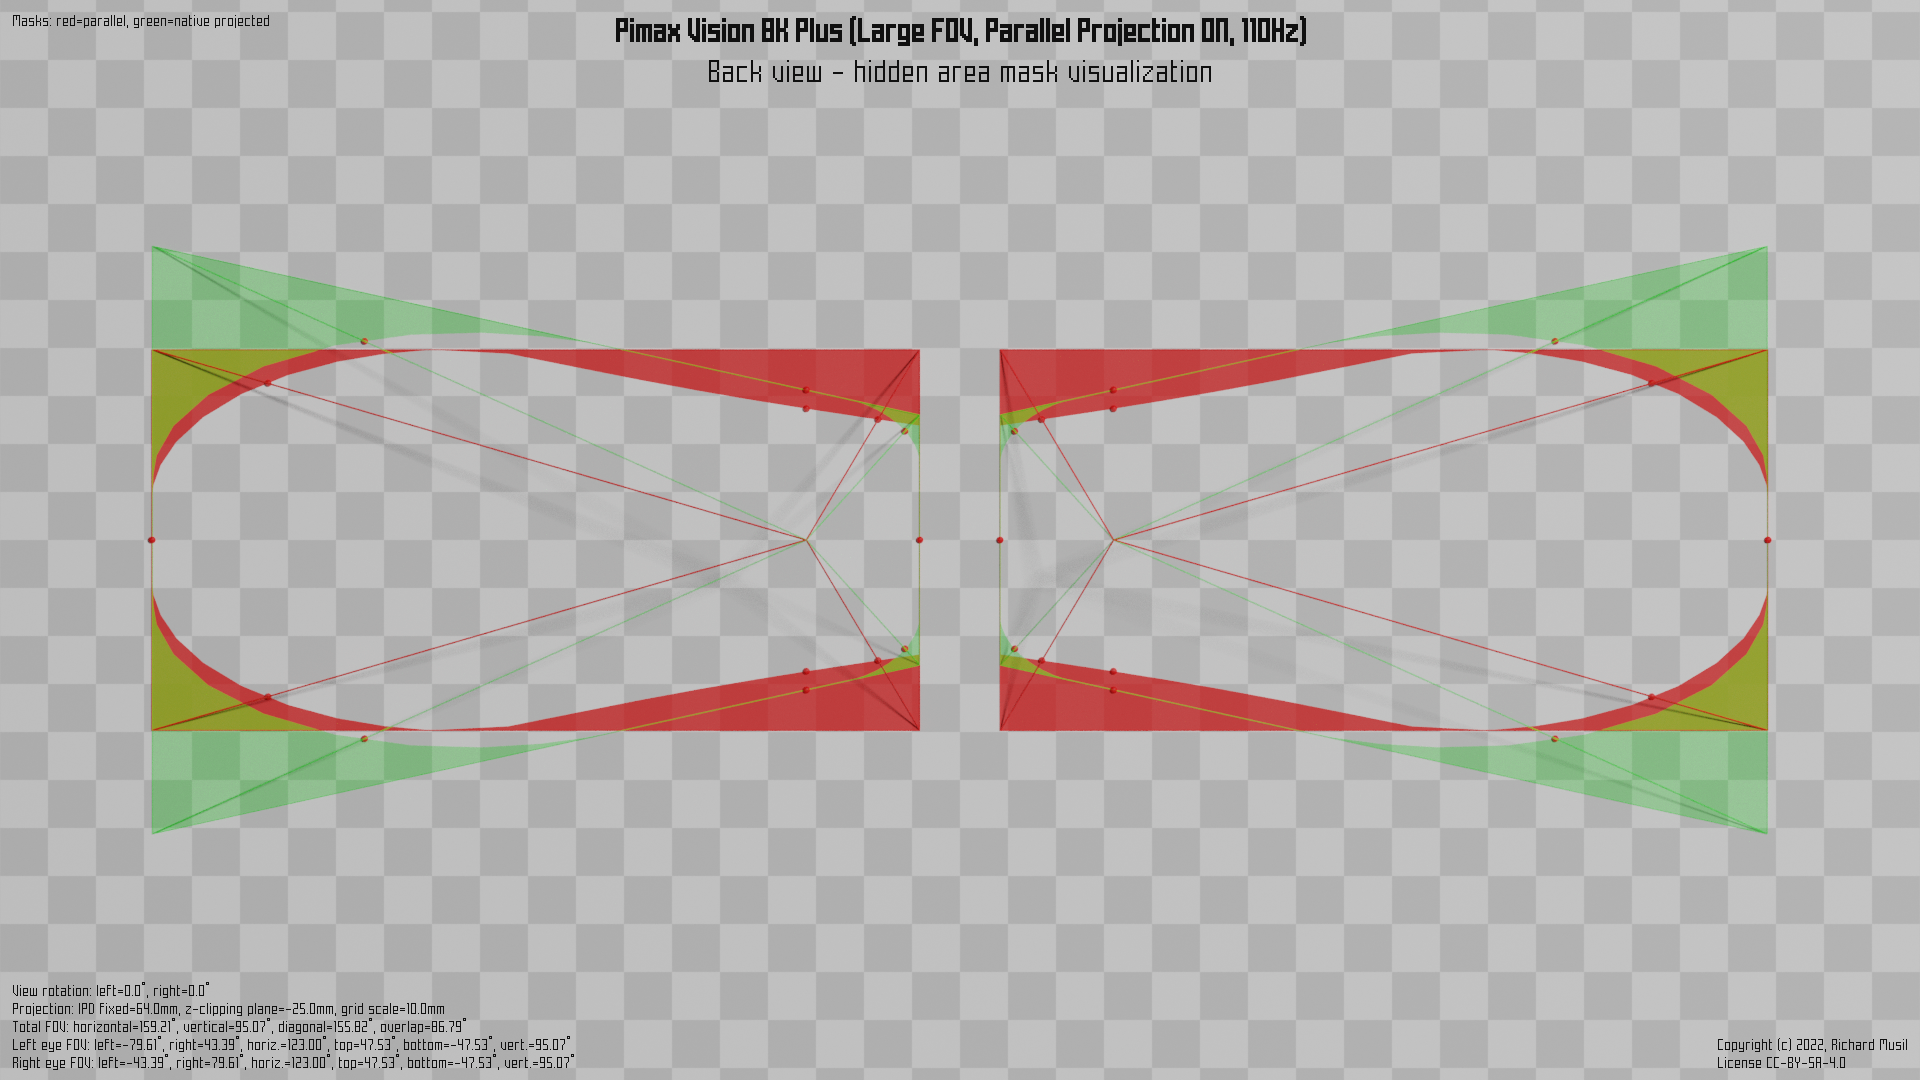 Masks: red=parallel, green=native projected
Pimax Vision 8K Plus (Large FOV, Parallel Projection ON, 110Hz)
Back view - hidden area mask visualization
View rotation: left=0.0°, right=0.0°
Projection: IPD fixed=64.0mm, z-clipping plane=-25.0mm, grid scale=10.0mm
Total FOV: horizontal=159.21°, vertical=95.07°, diagonal=155.82°, overlap=86.79°
Left eye FOV: left=-79.61°, right=43.39°, horiz.=123.00°, top=47.53°, bottom=-47.53°, vert.=95.07°
Right eye FOV: left=-43.39°, right=79.61°, horiz.=123.00°, top=47.53°, bottom=-47.53°, vert.=95.07°
Copyright (c) 2022, Richard Musil
License CC-BY-SA-4.0